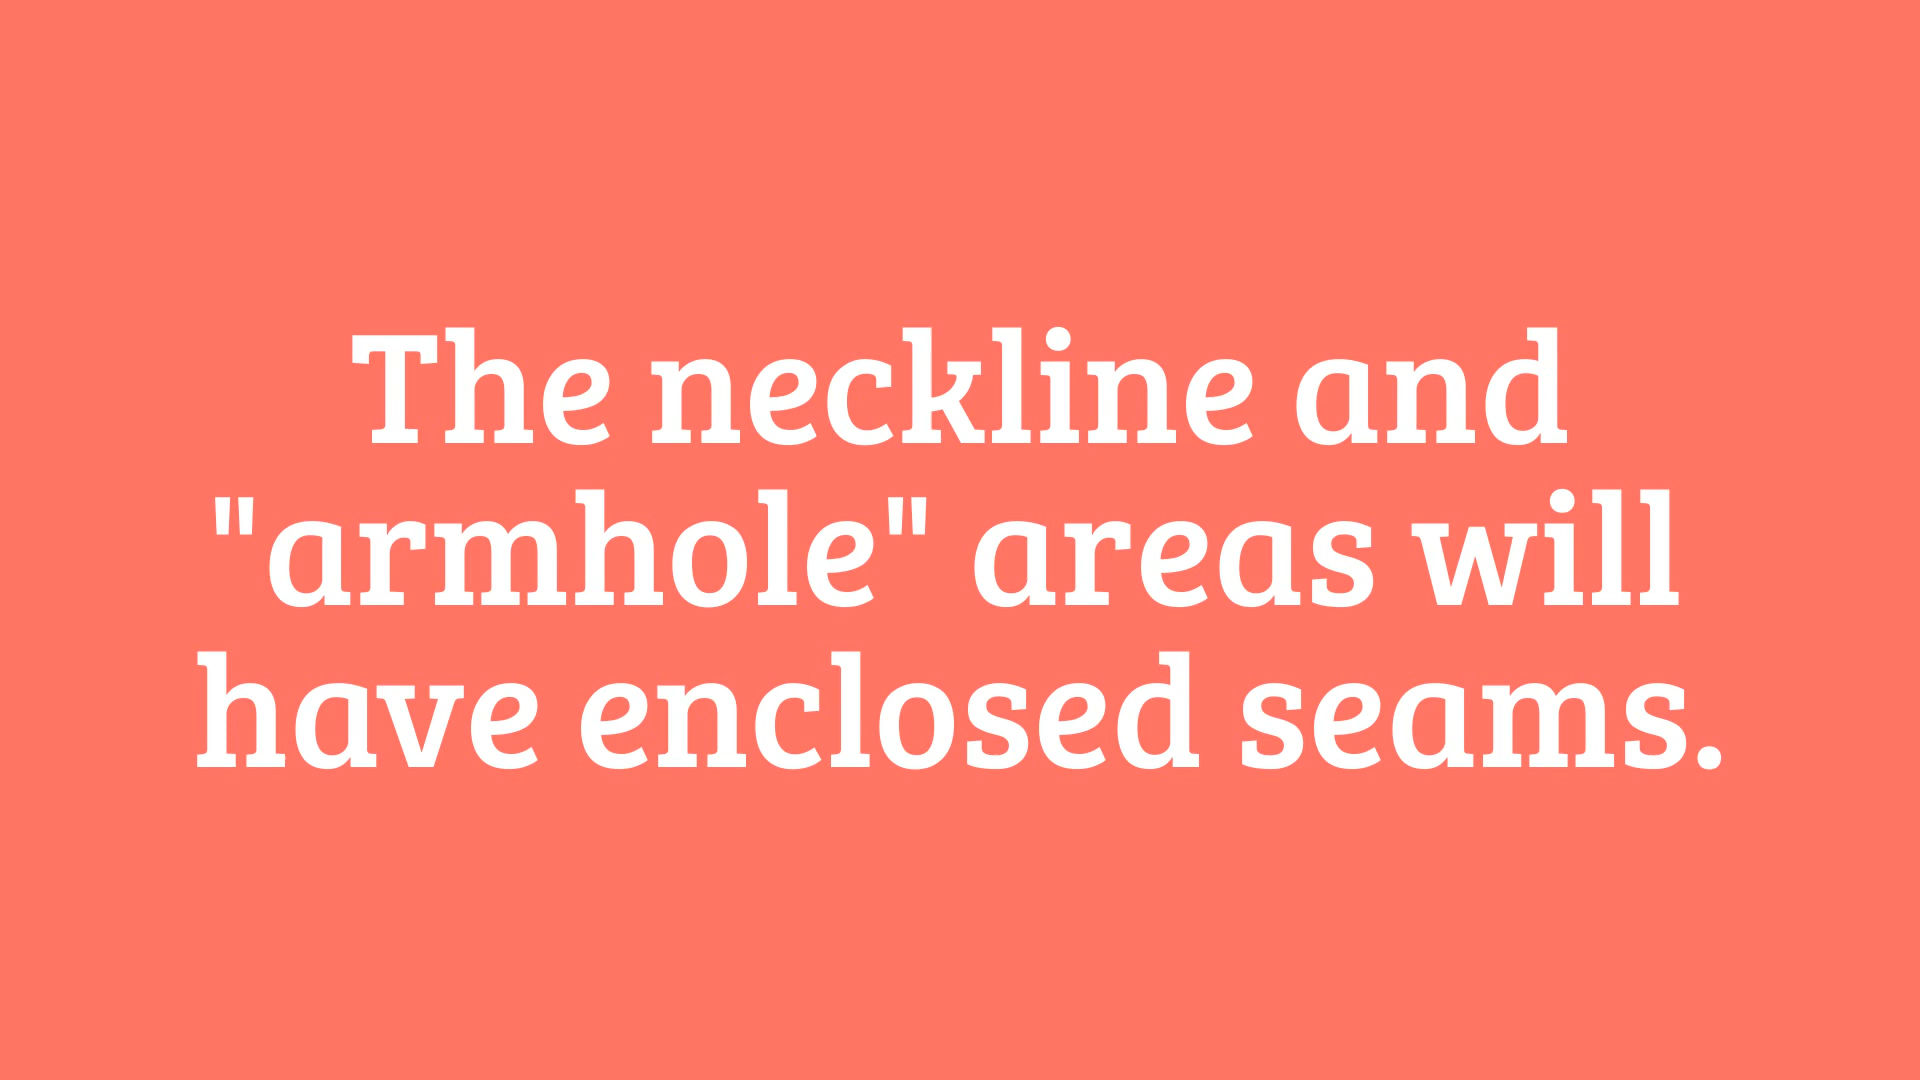 The neckline and
"armhole" areas will
have enclosed seams.